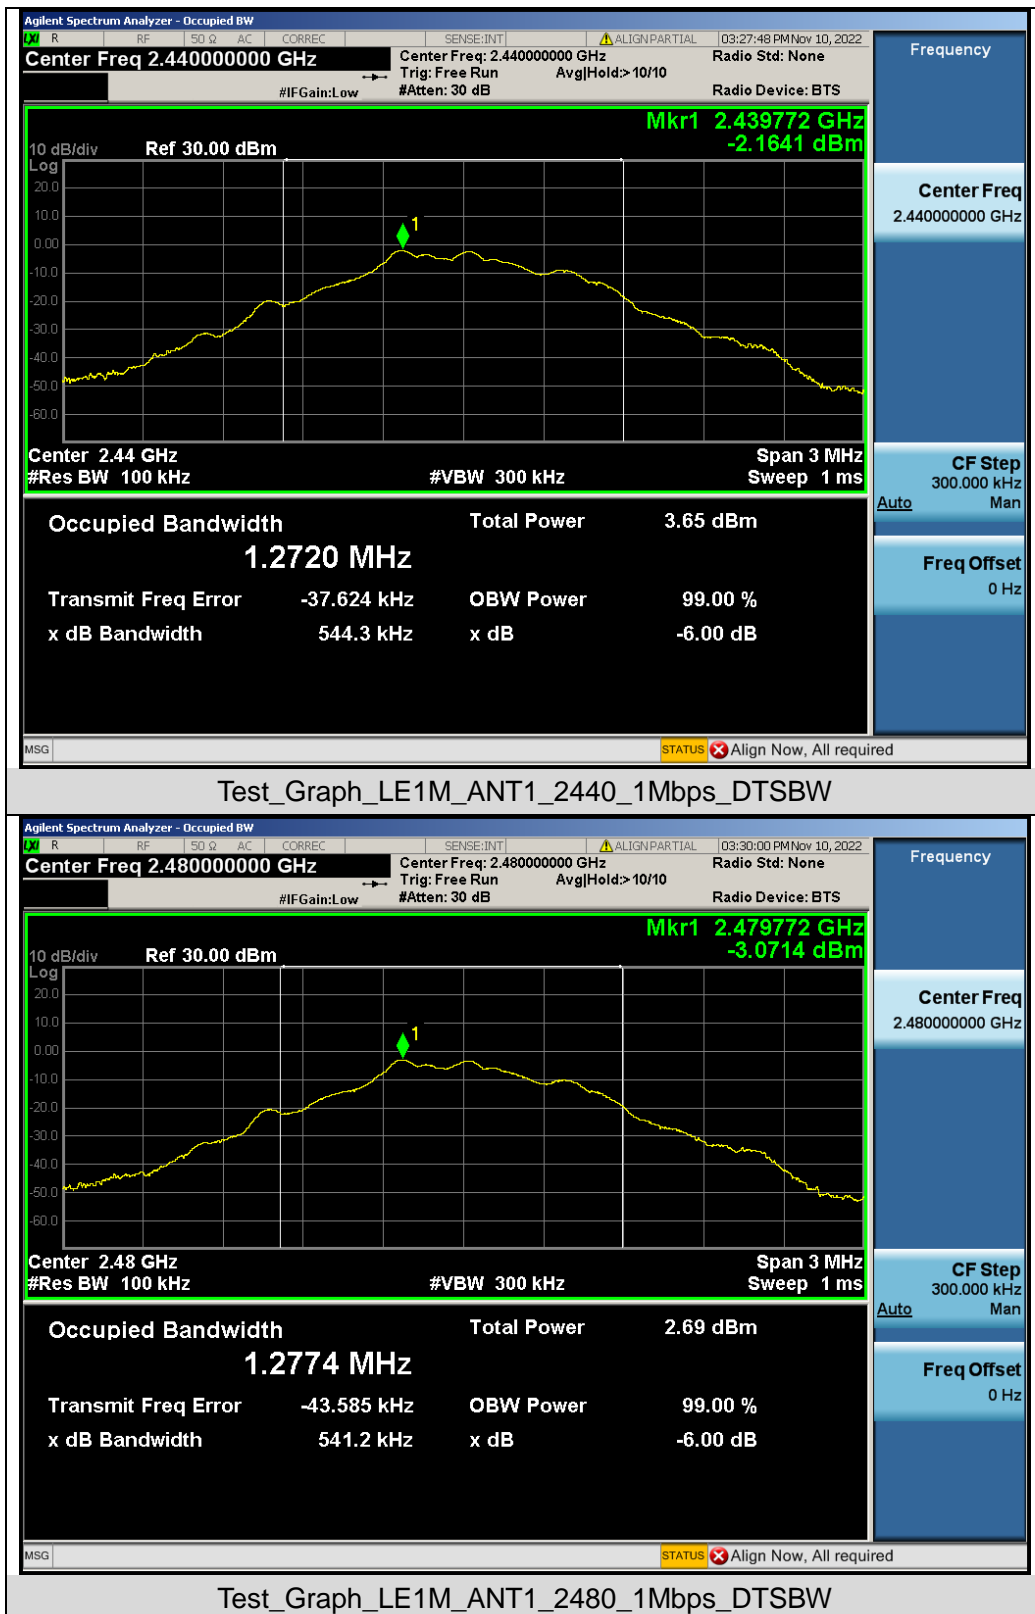 Agilent Spectrum Analyzer - Occupied BW
LXI R RF 50 Ω AC CORREC SENSE:INT ALIGN PARTIAL 03:27:48 PM Nov 10, 2022
Center Freq 2.440000000 GHz
Center Freq: 2.440000000 GHz
Radio Std: None
Trig: Free Run Avg|Hold:> 10/10
#IFGain:Low #Atten: 30 dB Radio Device: BTS
Mkr1 2.439772 GHz
-2.1641 dBm
10 dB/div Ref 30.00 dBm
Log
20.0
10.0
0.00
-10.0
-20.0
-30.0
-40.0
-50.0
-60.0
1
Center 2.44 GHz Span 3 MHz
#Res BW 100 kHz #VBW 300 kHz Sweep 1 ms
Occupied Bandwidth Total Power 3.65 dBm
1.2720 MHz
Transmit Freq Error -37.624 kHz OBW Power 99.00 %
x dB Bandwidth 544.3 kHz x dB -6.00 dB
MSG STATUS Align Now, All required
Frequency
Center Freq
2.440000000 GHz
CF Step
300.000 kHz
Auto Man
Freq Offset
0 Hz
Test_Graph_LE1M_ANT1_2440_1Mbps_DTSBW
Agilent Spectrum Analyzer - Occupied BW
LXI R RF 50 Ω AC CORREC SENSE:INT ALIGN PARTIAL 03:30:00 PM Nov 10, 2022
Center Freq 2.480000000 GHz
Center Freq: 2.480000000 GHz
Radio Std: None
Trig: Free Run Avg|Hold:> 10/10
#IFGain:Low #Atten: 30 dB Radio Device: BTS
Mkr1 2.479772 GHz
-3.0714 dBm
10 dB/div Ref 30.00 dBm
Log
20.0
10.0
0.00
-10.0
-20.0
-30.0
-40.0
-50.0
-60.0
1
Center 2.48 GHz Span 3 MHz
#Res BW 100 kHz #VBW 300 kHz Sweep 1 ms
Occupied Bandwidth Total Power 2.69 dBm
1.2774 MHz
Transmit Freq Error -43.585 kHz OBW Power 99.00 %
x dB Bandwidth 541.2 kHz x dB -6.00 dB
MSG STATUS Align Now, All required
Frequency
Center Freq
2.480000000 GHz
CF Step
300.000 kHz
Auto Man
Freq Offset
0 Hz
Test_Graph_LE1M_ANT1_2480_1Mbps_DTSBW